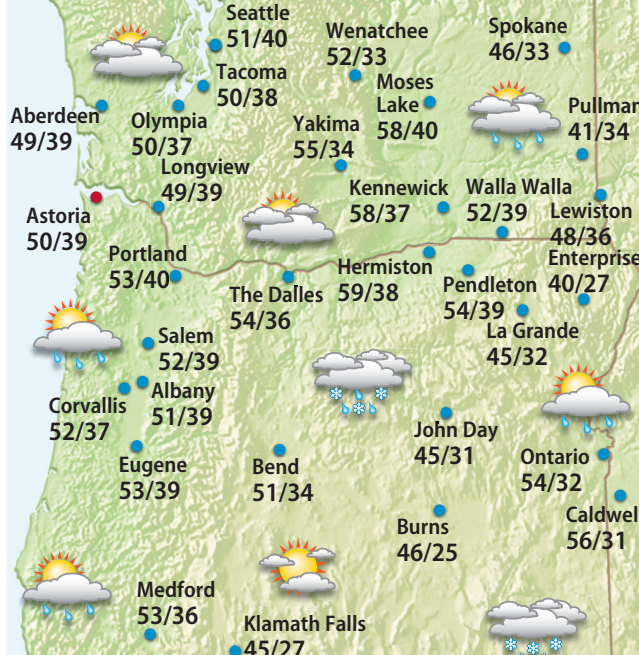 Seattle
51/40
Wenatchee
52/33
Spokane
46/33
Tacoma
50/38
Moses
Lake
58/40
Aberdeen
49/39
Olympia
50/37
Yakima
55/34
Pullman
41/34
Longview
49/39
Kennewick
58/37
Walla Walla
52/39
Lewiston
48/36
Astoria
50/39
Portland
53/40
The Dalles
54/36
Hermiston
59/38
Pendleton
54/39
Enterprise
40/27
La Grande
45/32
Salem
52/39
Albany
51/39
Corvallis
52/37
John Day
45/31
Eugene
53/39
Bend
51/34
Ontario
54/32
Burns
46/25
Caldwel
56/31
Medford
53/36
Klamath Falls
45/27